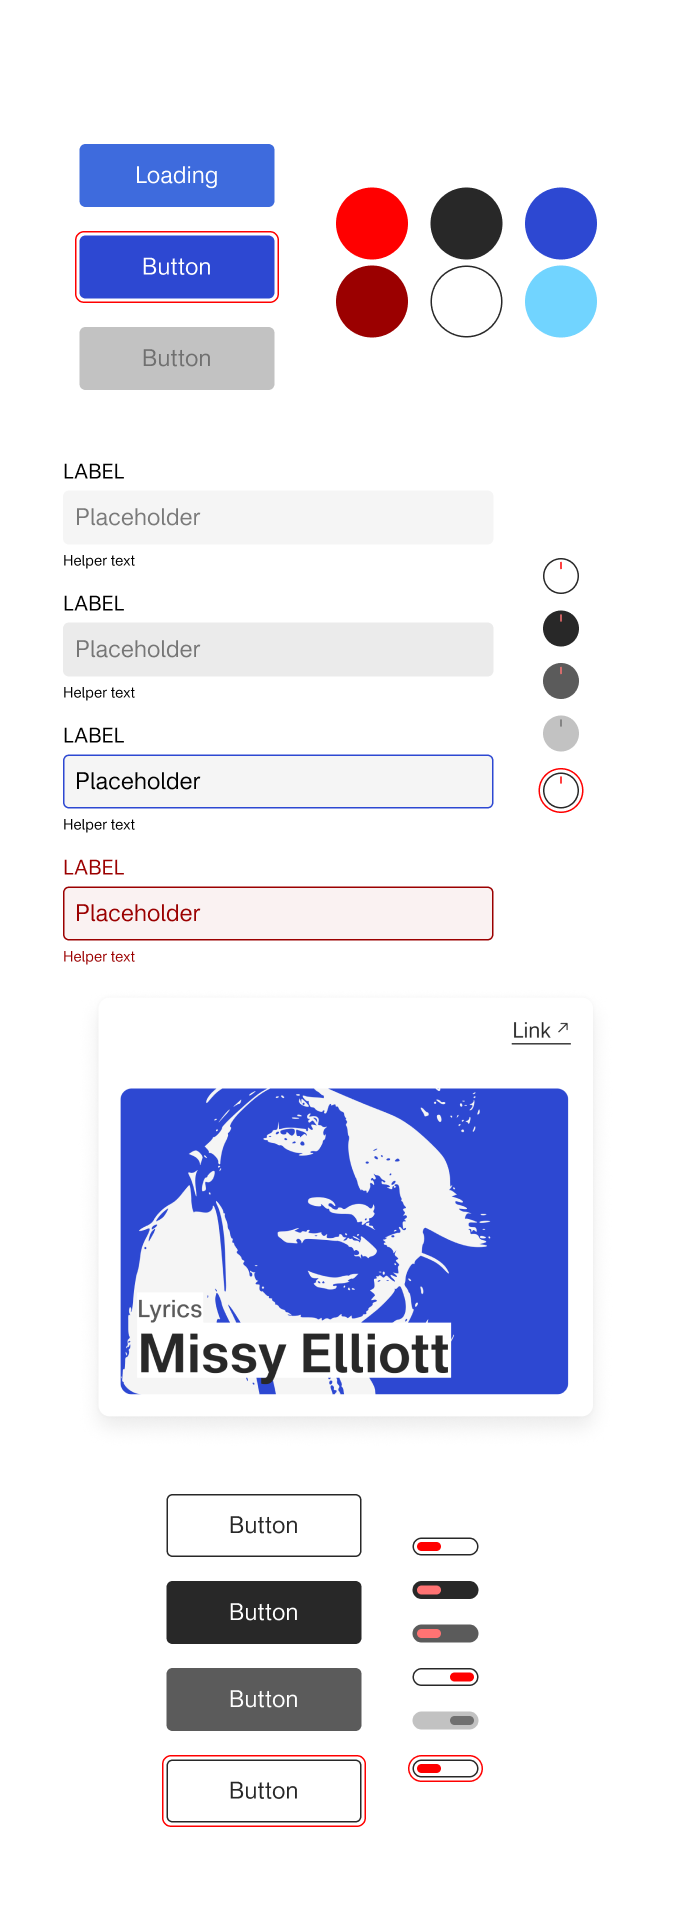 Loading
Button
Button
LABEL
Placeholder
Helper text
LABEL
Placeholder
Helper text
LABEL
Placeholder
Helper text
LABEL
Placeholder
Helper text
Link ↗
Lyrics
Missy Elliott
Button
Button
Button
Button